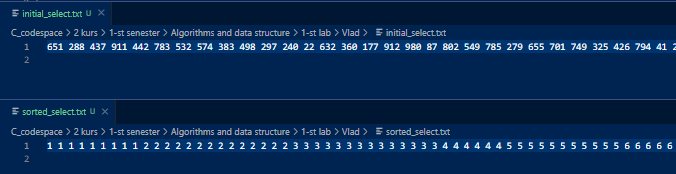 initial_select.txt U ×
C_codespace > 2 kurs > 1-st senester > Algorithms and data structure > 1-st lab > Vlad > initial_select.txt
1 651 288 437 911 442 783 532 574 383 498 297 240 22 632 360 177 912 980 87 802 549 785 279 655 701 749 325 426 794 41
2
sorted_select.txt U ×
C_codespace > 2 kurs > 1-st senester > Algorithms and data structure > 1-st lab > Vlad > sorted_select.txt
1 1 1 1 1 1 1 1 1 1 2 2 2 2 2 2 2 2 2 2 2 2 2 2 3 3 3 3 3 3 3 3 3 3 3 3 3 3 4 4 4 4 4 4 5 5 5 5 5 5 5 5 5 5 5 6 6 6 6 6
2